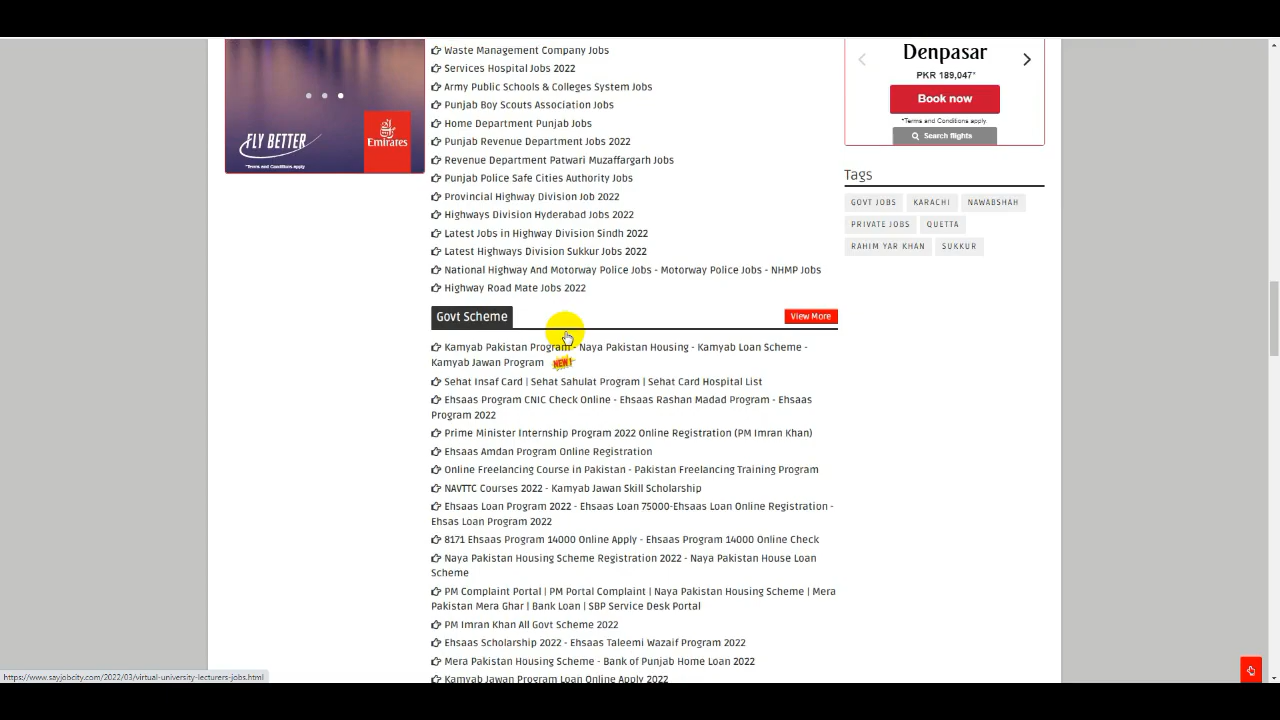 Waste Management Company Jobs
Services Hospital Jobs 2022
Army Public Schools & Colleges System Jobs
Punjab Boy Scouts Association Jobs
Home Department Punjab Jobs
Punjab Revenue Department Jobs 2022
Revenue Department Patwari Muzaffargarh Jobs
Punjab Police Safe Cities Authority Jobs
Provincial Highway Division Job 2022
Highways Division Hyderabad Jobs 2022
Latest Jobs in Highway Division Sindh 2022
Latest Highways Division Sukkur Jobs 2022
National Highway And Motorway Police Jobs - Motorway Police Jobs - NHMP Jobs
Highway Road Mate Jobs 2022
Govt Scheme
View More
Kamyab Pakistan Program - Naya Pakistan Housing - Kamyab Loan Scheme -
Kamyab Jawan Program NEW!
Sehat Insaf Card | Sehat Sahulat Program | Sehat Card Hospital List
Ehsaas Program CNIC Check Online - Ehsaas Rashan Madad Program - Ehsaas
Program 2022
Prime Minister Internship Program 2022 Online Registration (PM Imran Khan)
Ehsaas Amdan Program Online Registration
Online Freelancing Course in Pakistan - Pakistan Freelancing Training Program
NAVTTC Courses 2022 - Kamyab Jawan Skill Scholarship
Ehsaas Loan Program 2022 - Ehsaas Loan 75000-Ehsaas Loan Online Registration -
Ehsas Loan Program 2022
8171 Ehsaas Program 14000 Online Apply - Ehsaas Program 14000 Online Check
Naya Pakistan Housing Scheme Registration 2022 - Naya Pakistan House Loan
Scheme
PM Complaint Portal | PM Portal Complaint | Naya Pakistan Housing Scheme | Mera
Pakistan Mera Ghar | Bank Loan | SBP Service Desk Portal
PM Imran Khan All Govt Scheme 2022
Ehsaas Scholarship 2022 - Ehsaas Taleemi Wazaif Program 2022
Mera Pakistan Housing Scheme - Bank of Punjab Home Loan 2022
Kamyab Jawan Program Loan Online Apply 2022
FLY BETTER
Emirates
*Terms and Conditions apply
Denpasar
PKR 189,047*
Book now
*Terms and Conditions apply.
Search flights
Tags
GOVT JOBS KARACHI NAWABSHAH
PRIVATE JOBS QUETTA
RAHIM YAR KHAN SUKKUR
https://www.sayjobcity.com/2022/03/virtual-university-lecturers-jobs.html